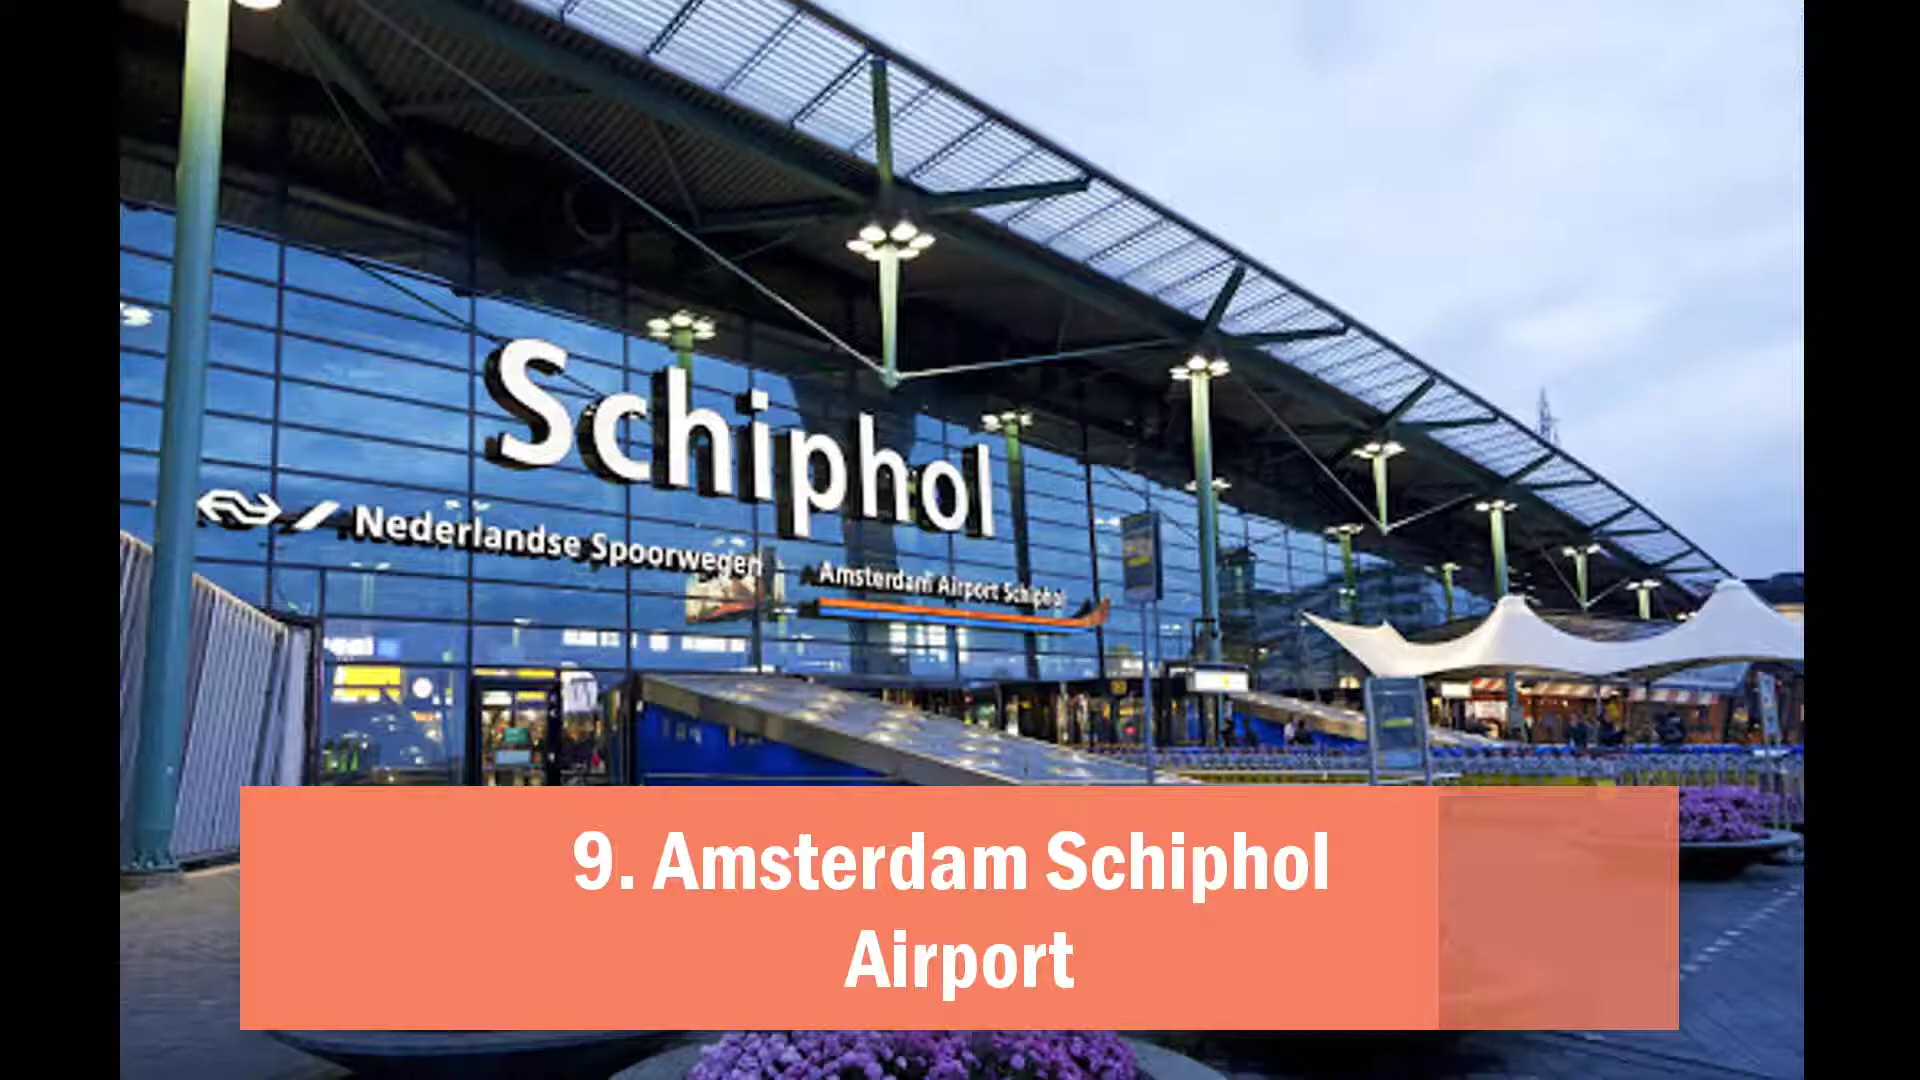 Schiphol
Nederlandse Spoorwegen
Amsterdam Airport Schiphol
9. Amsterdam Schiphol
Airport